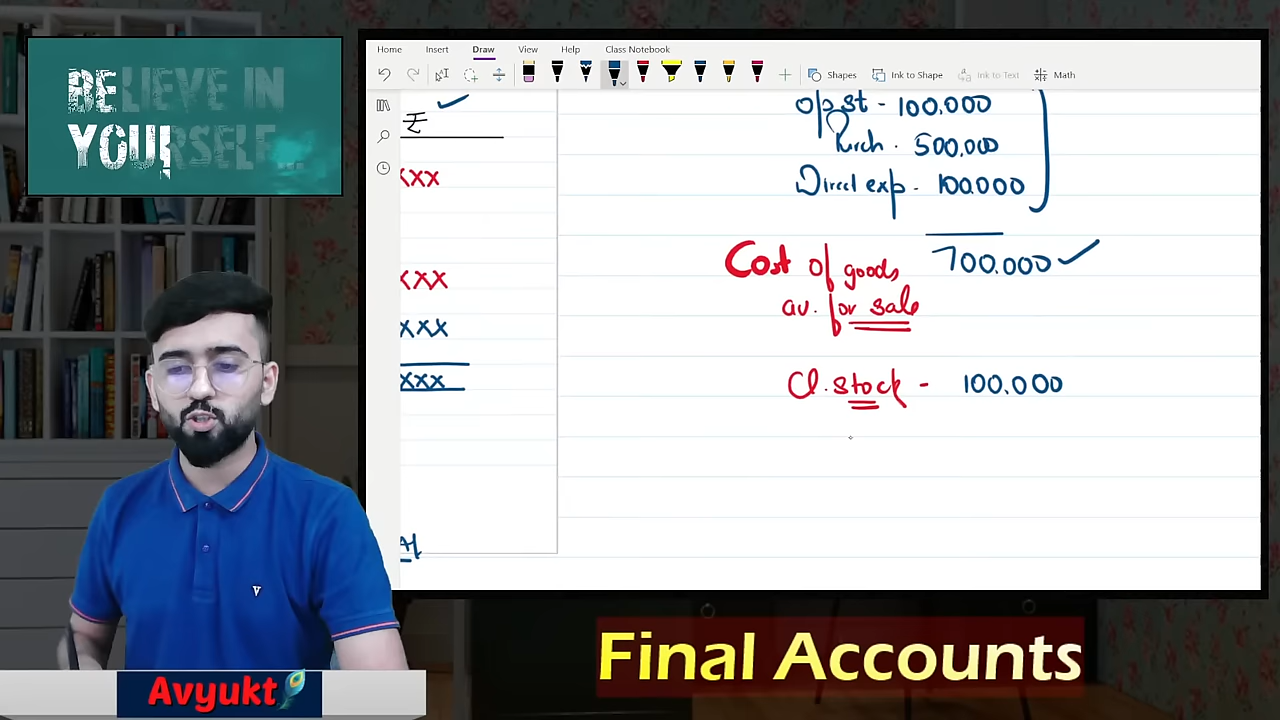 BELIEVE IN
YOURSELF...
Home Insert Draw View Help Class Notebook
Shapes Ink to Shape Ink to Text Math
₹
xxx
xxx
xxx
xxx
Op st - 100.000
Purch. 500.000
Direct exp - 100.000
Cost of goods 700.000
av. for sale
Cl. stock - 100.000
Final Accounts
Avyukt